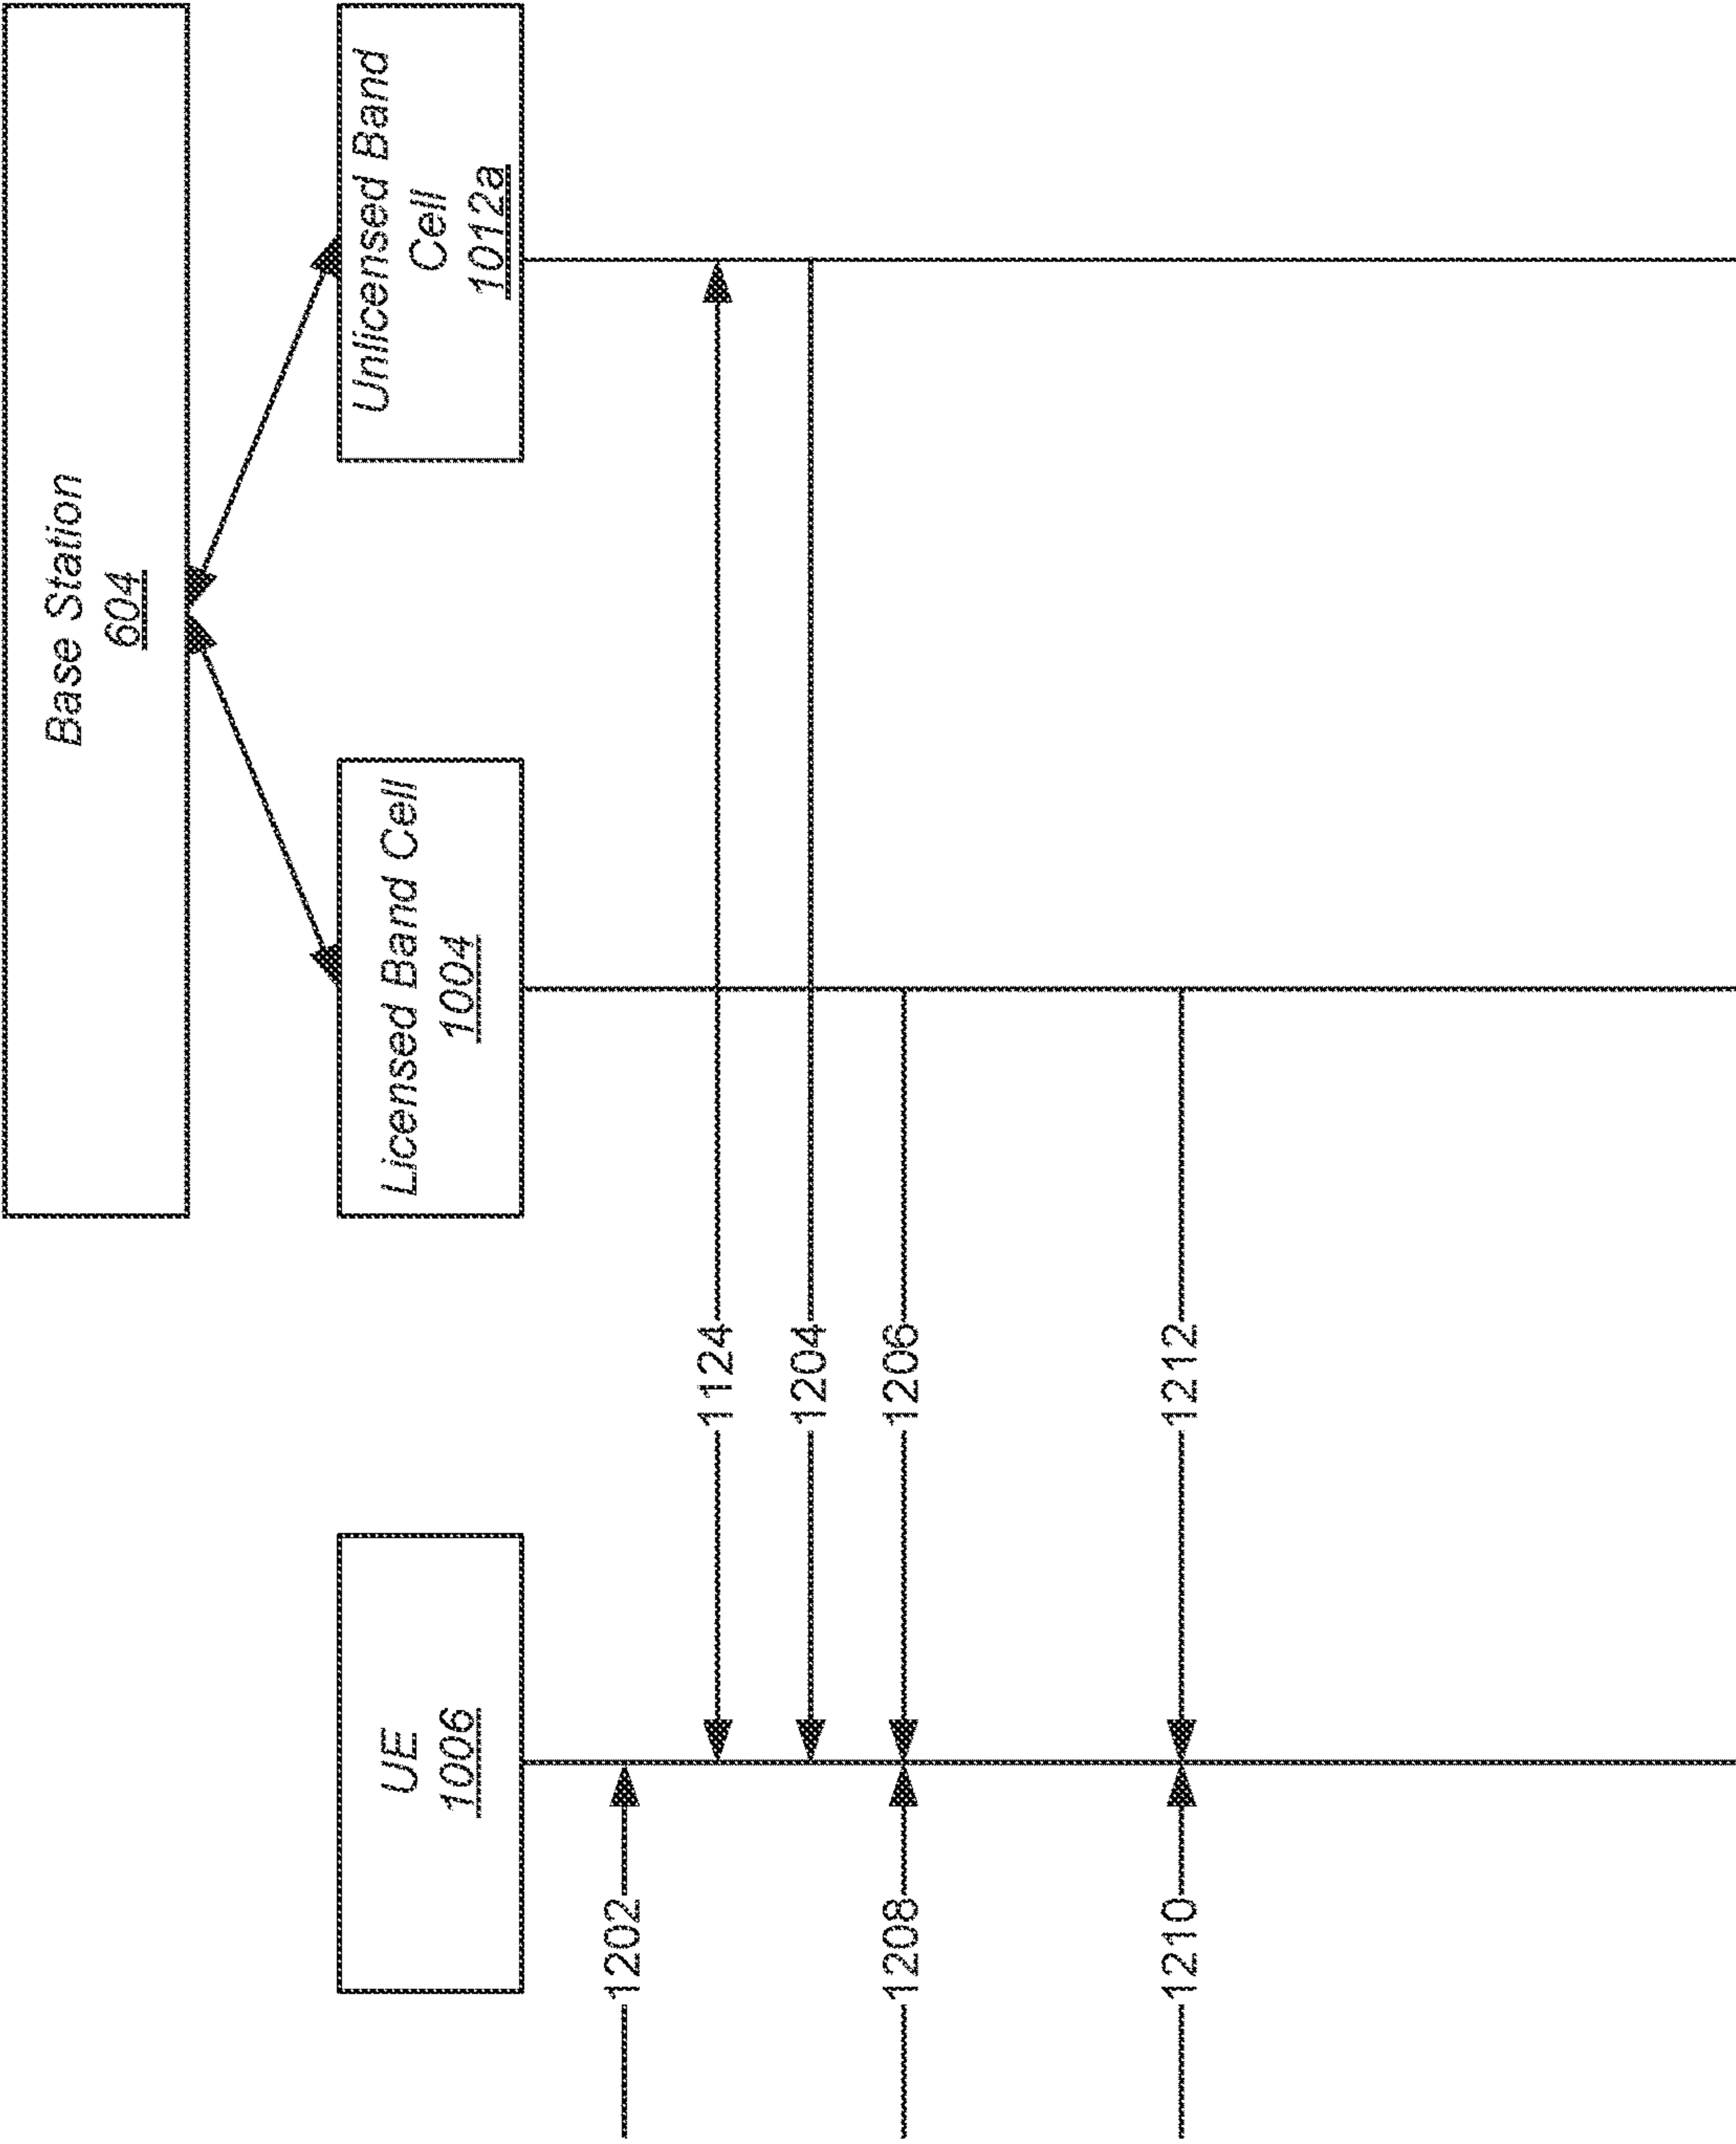 Base Station
604
UE
1006
Licensed Band Cell
1004
Unlicensed Band
Cell
1012a
1202
1124
1204
1208
1206
1210
1212